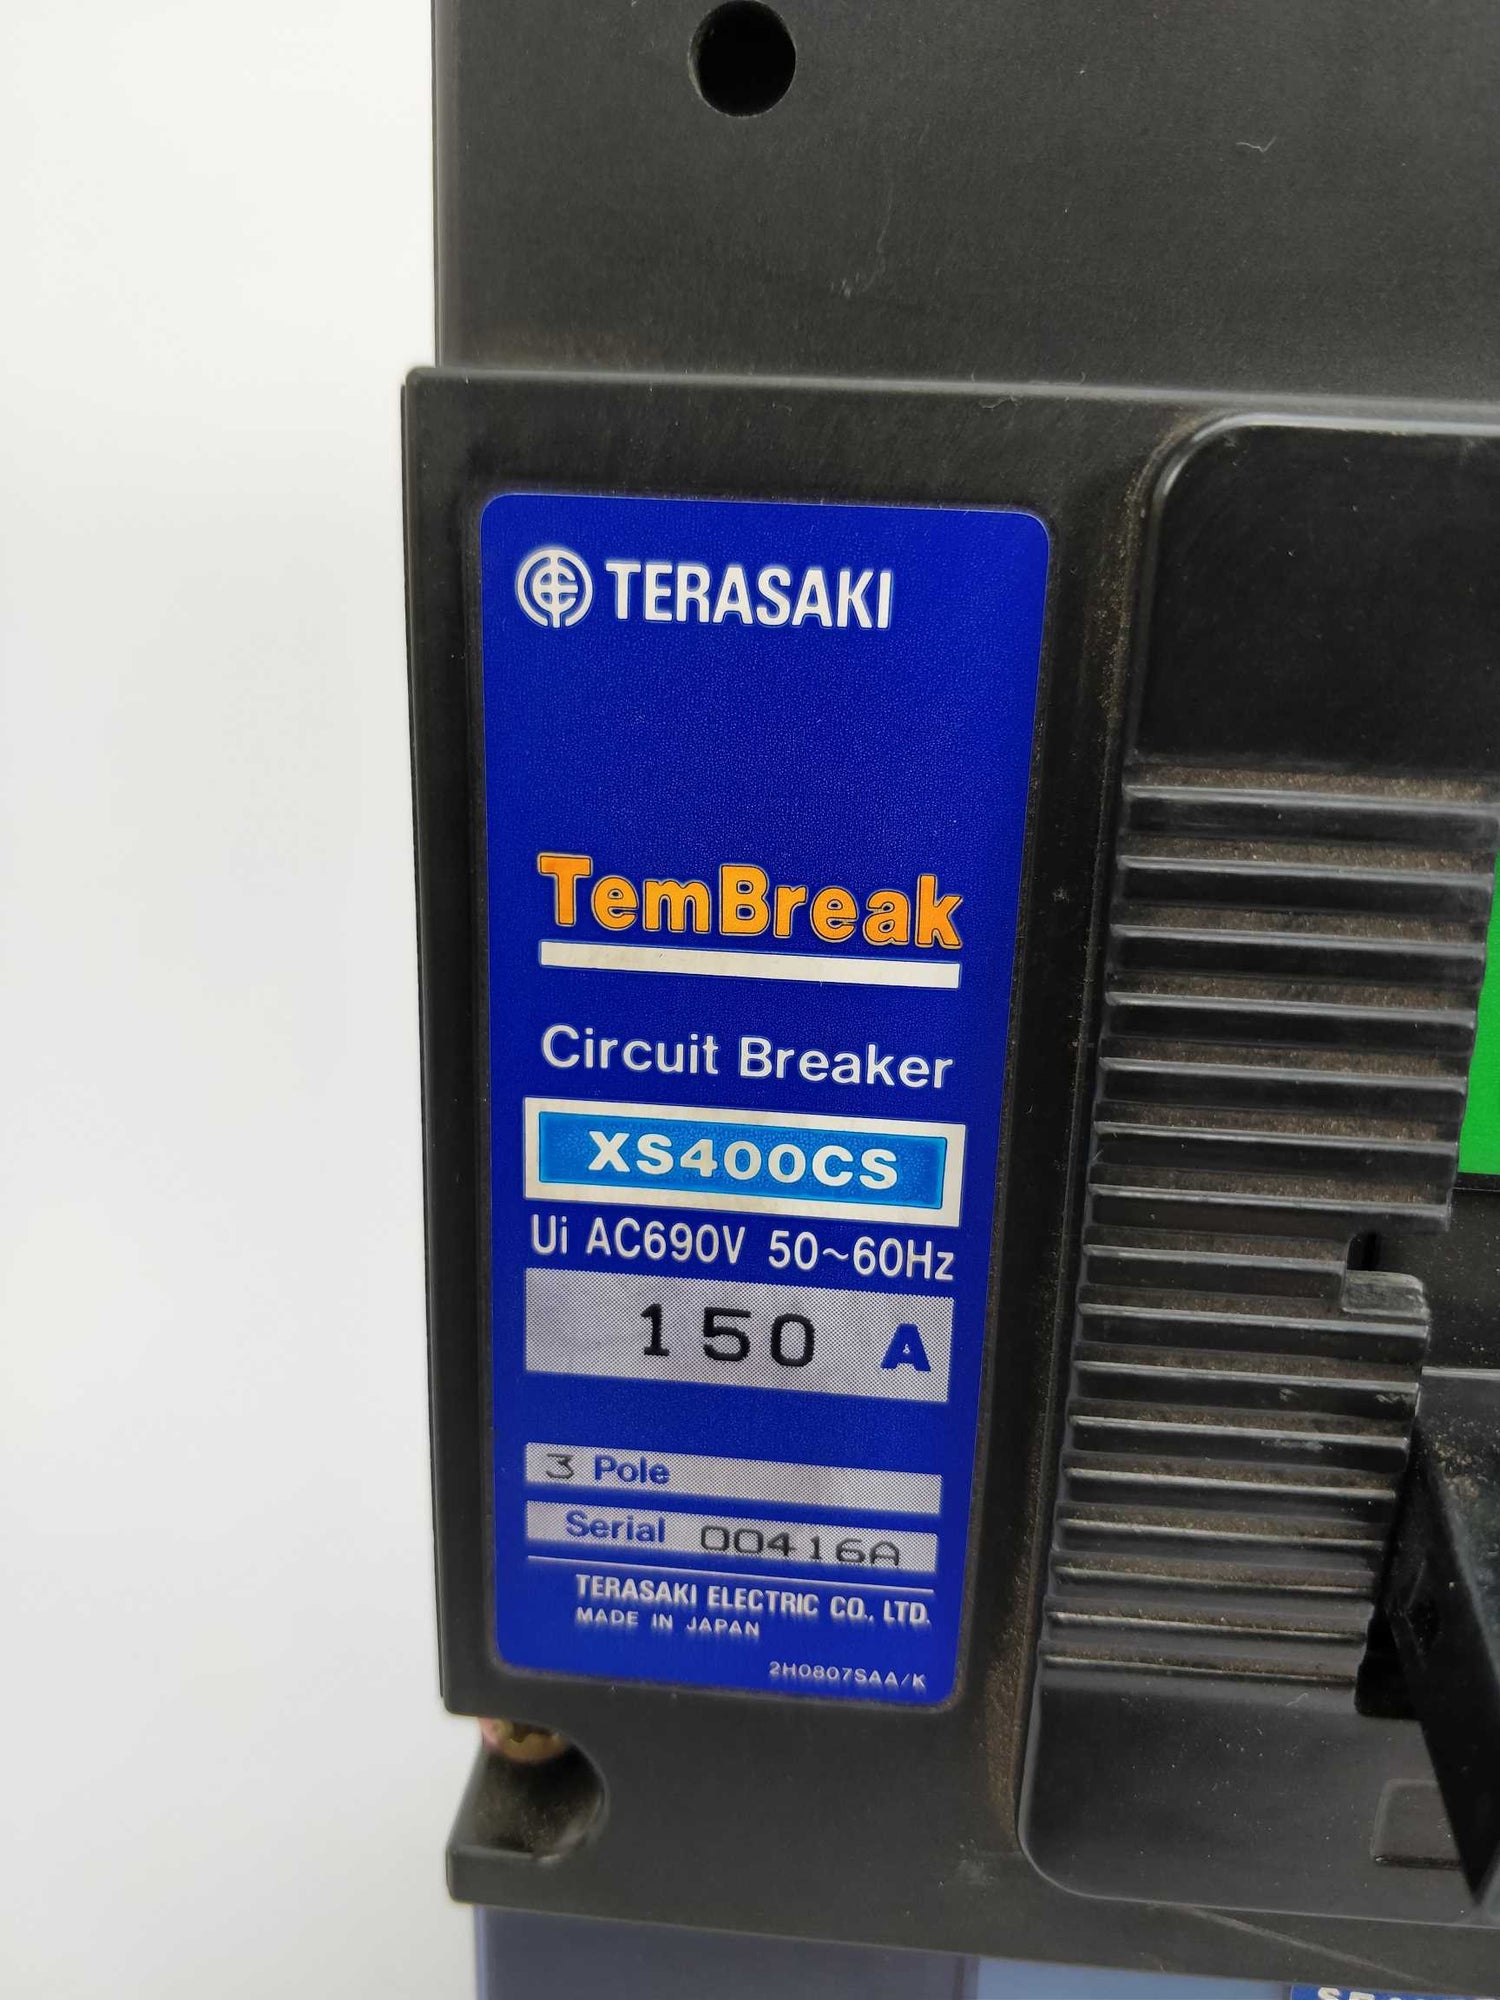 TERASAKI
TemBreak
Circuit Breaker
XS400CS
Ui AC690V 50~60Hz
150 A
3 Pole
Serial 00416A
TERASAKI ELECTRIC CO., LTD.
MADE IN JAPAN
2H0807SAA/K